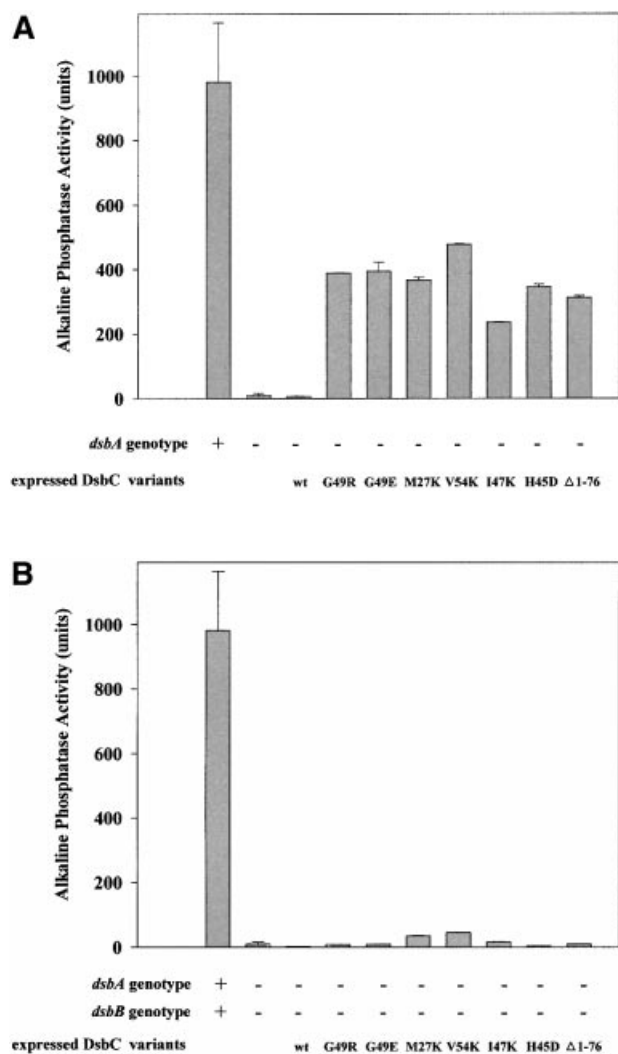 A
Alkaline Phosphatase Activity (units)
1000
800
600
400
200
0
dsbA genotype + - - - - - - - - -
expressed DsbC variants wt G49R G49E M27K V54K I47K H45D △1-76
B
Alkaline Phosphatase Activity (units)
1000
800
600
400
200
0
dsbA genotype + - - - - - - - - -
dsbB genotype + - - - - - - - - -
expressed DsbC variants wt G49R G49E M27K V54K I47K H45D △1-76